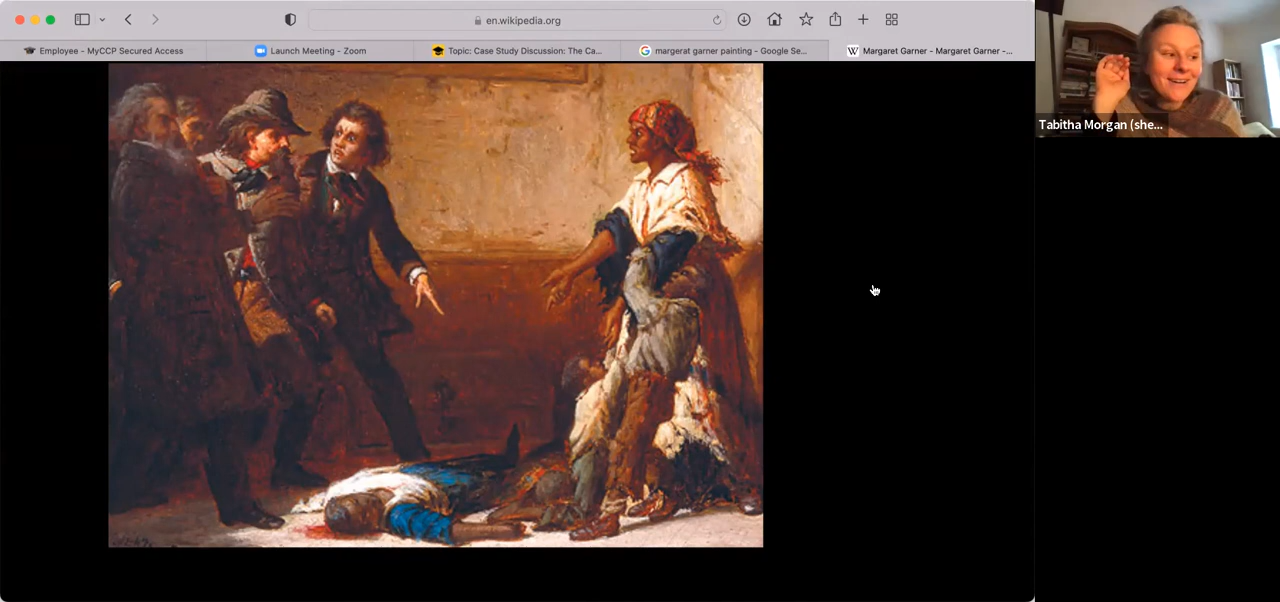 en.wikipedia.org
Employee - MyCCP Secured Access
Launch Meeting - Zoom
Topic: Case Study Discussion: The Ca...
margerat garner painting - Google Se...
W Margaret Garner - Margaret Garner -...
Tabitha Morgan (she...